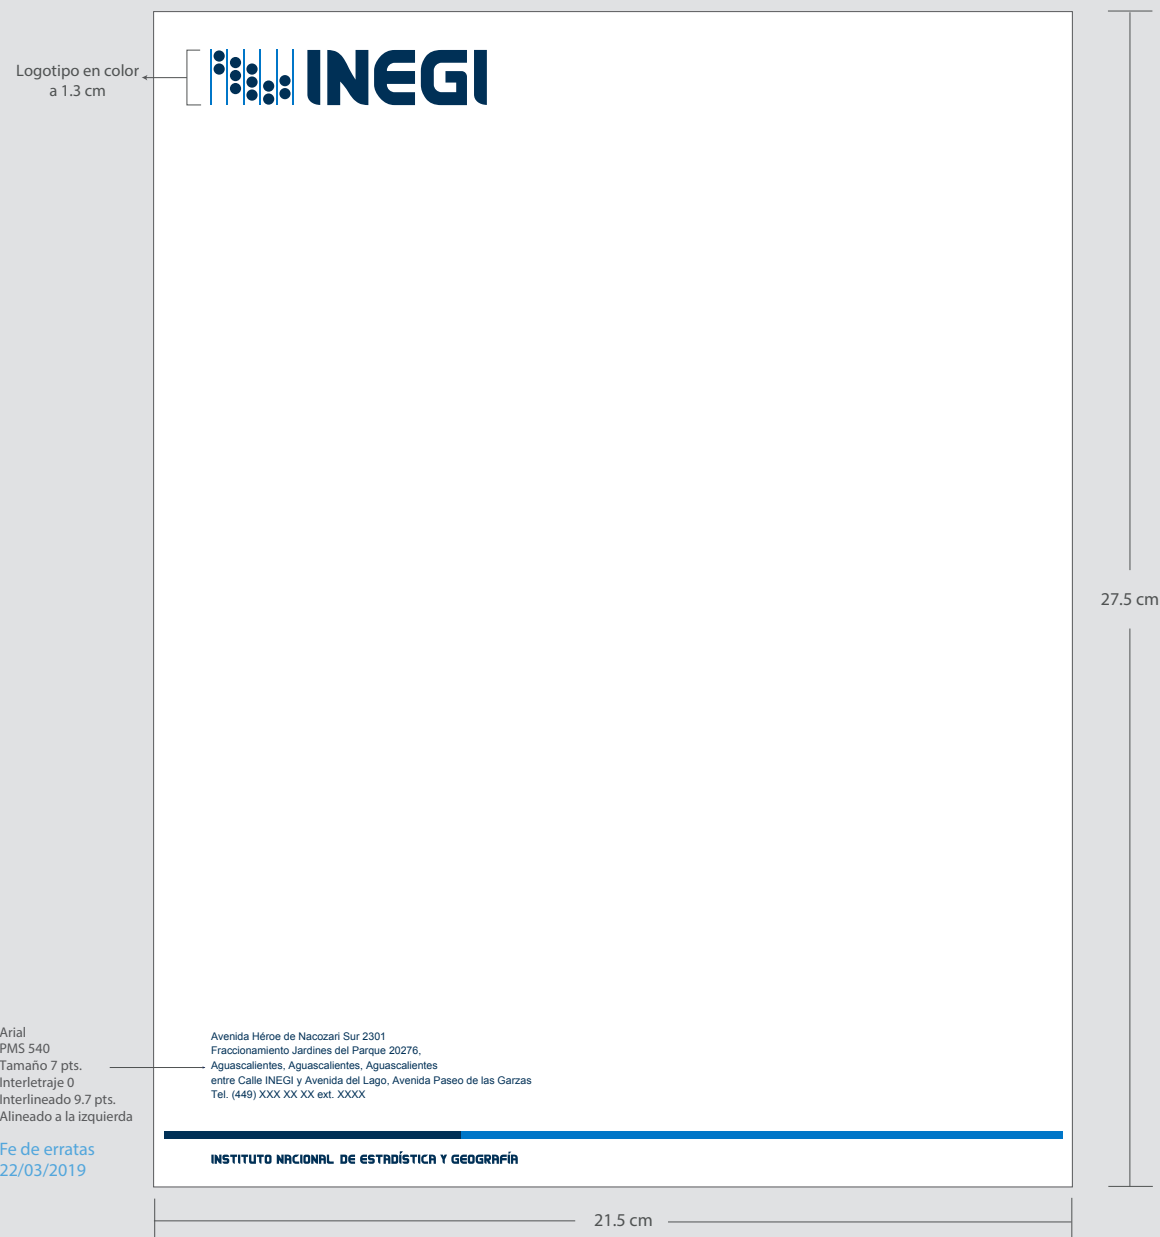 Logotipo en color
a 1.3 cm
INEGI
27.5 cm
Arial
PMS 540
Tamaño 7 pts.
Interletraje 0
Interlineado 9.7 pts.
Alineado a la izquierda
Fe de erratas
22/03/2019
Avenida Héroe de Nacozari Sur 2301
Fraccionamiento Jardines del Parque 20276,
Aguascalientes, Aguascalientes, Aguascalientes
entre Calle INEGI y Avenida del Lago, Avenida Paseo de las Garzas
Tel. (449) XXX XX XX ext. XXXX
INSTITUTO NACIONAL DE ESTADÍSTICA Y GEOGRAFÍA
21.5 cm